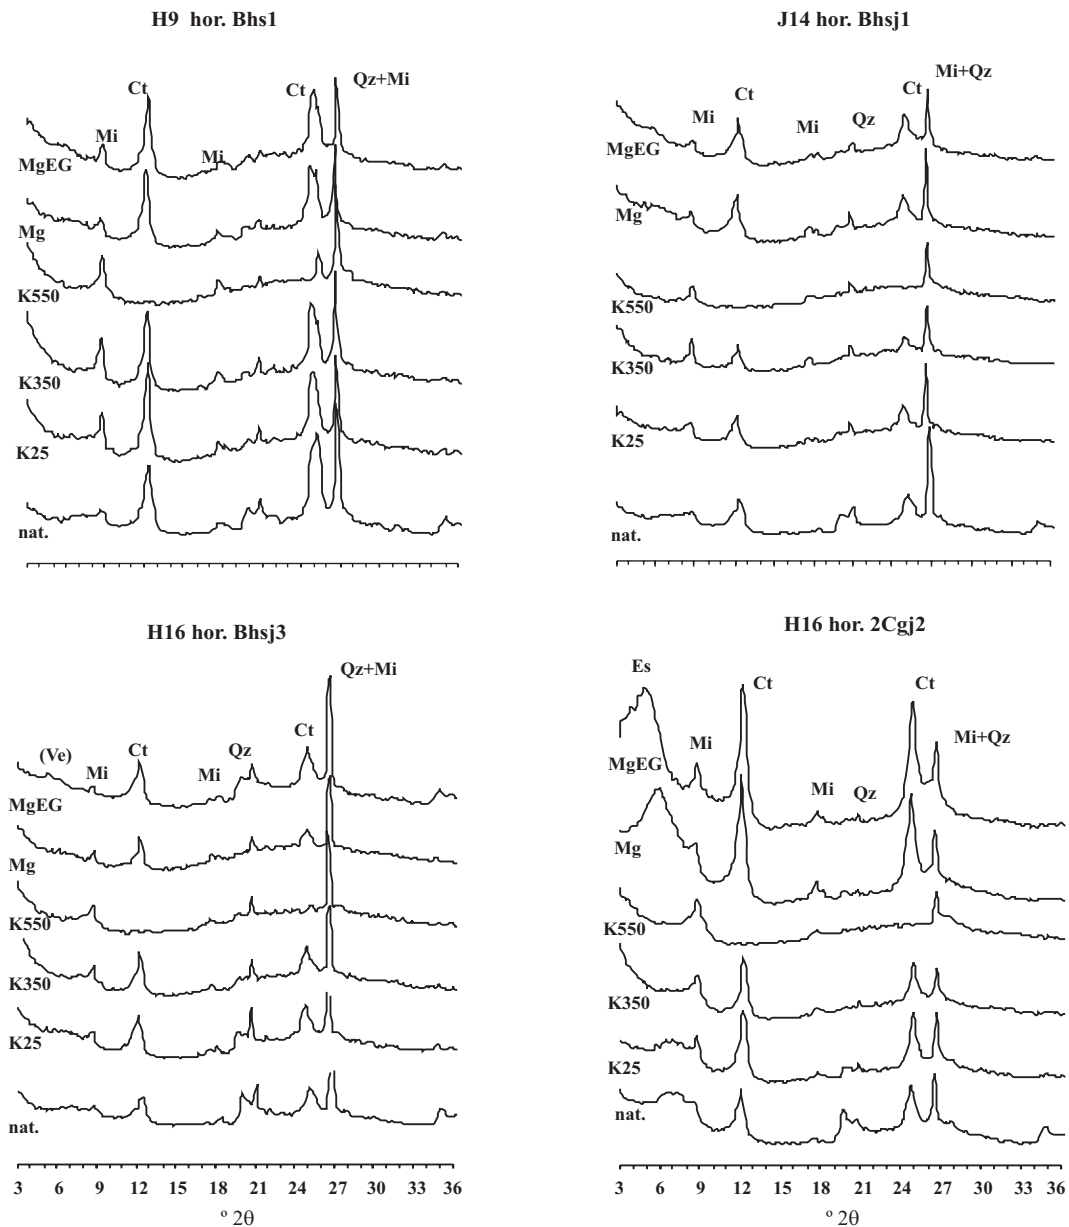 H9 hor. Bhs1
Ct
Ct
Qz+Mi
Mi
Mi
MgEG
Mg
K550
K350
K25
nat.
J14 hor. Bhsj1
Mi
Ct
Mi
Qz
Ct
Mi+Qz
MgEG
Mg
K550
K350
K25
nat.
H16 hor. Bhsj3
Qz+Mi
(Ve)
Mi
Ct
Mi
Qz
Ct
MgEG
Mg
K550
K350
K25
nat.
3 6 9 12 15 18 21 24 27 30 33 36
º 2θ
H16 hor. 2Cgj2
Es
Mi
Ct
Mi
Qz
Ct
Mi+Qz
MgEG
Mg
K550
K350
K25
nat.
3 6 9 12 15 18 21 24 27 30 33 36
º 2θ